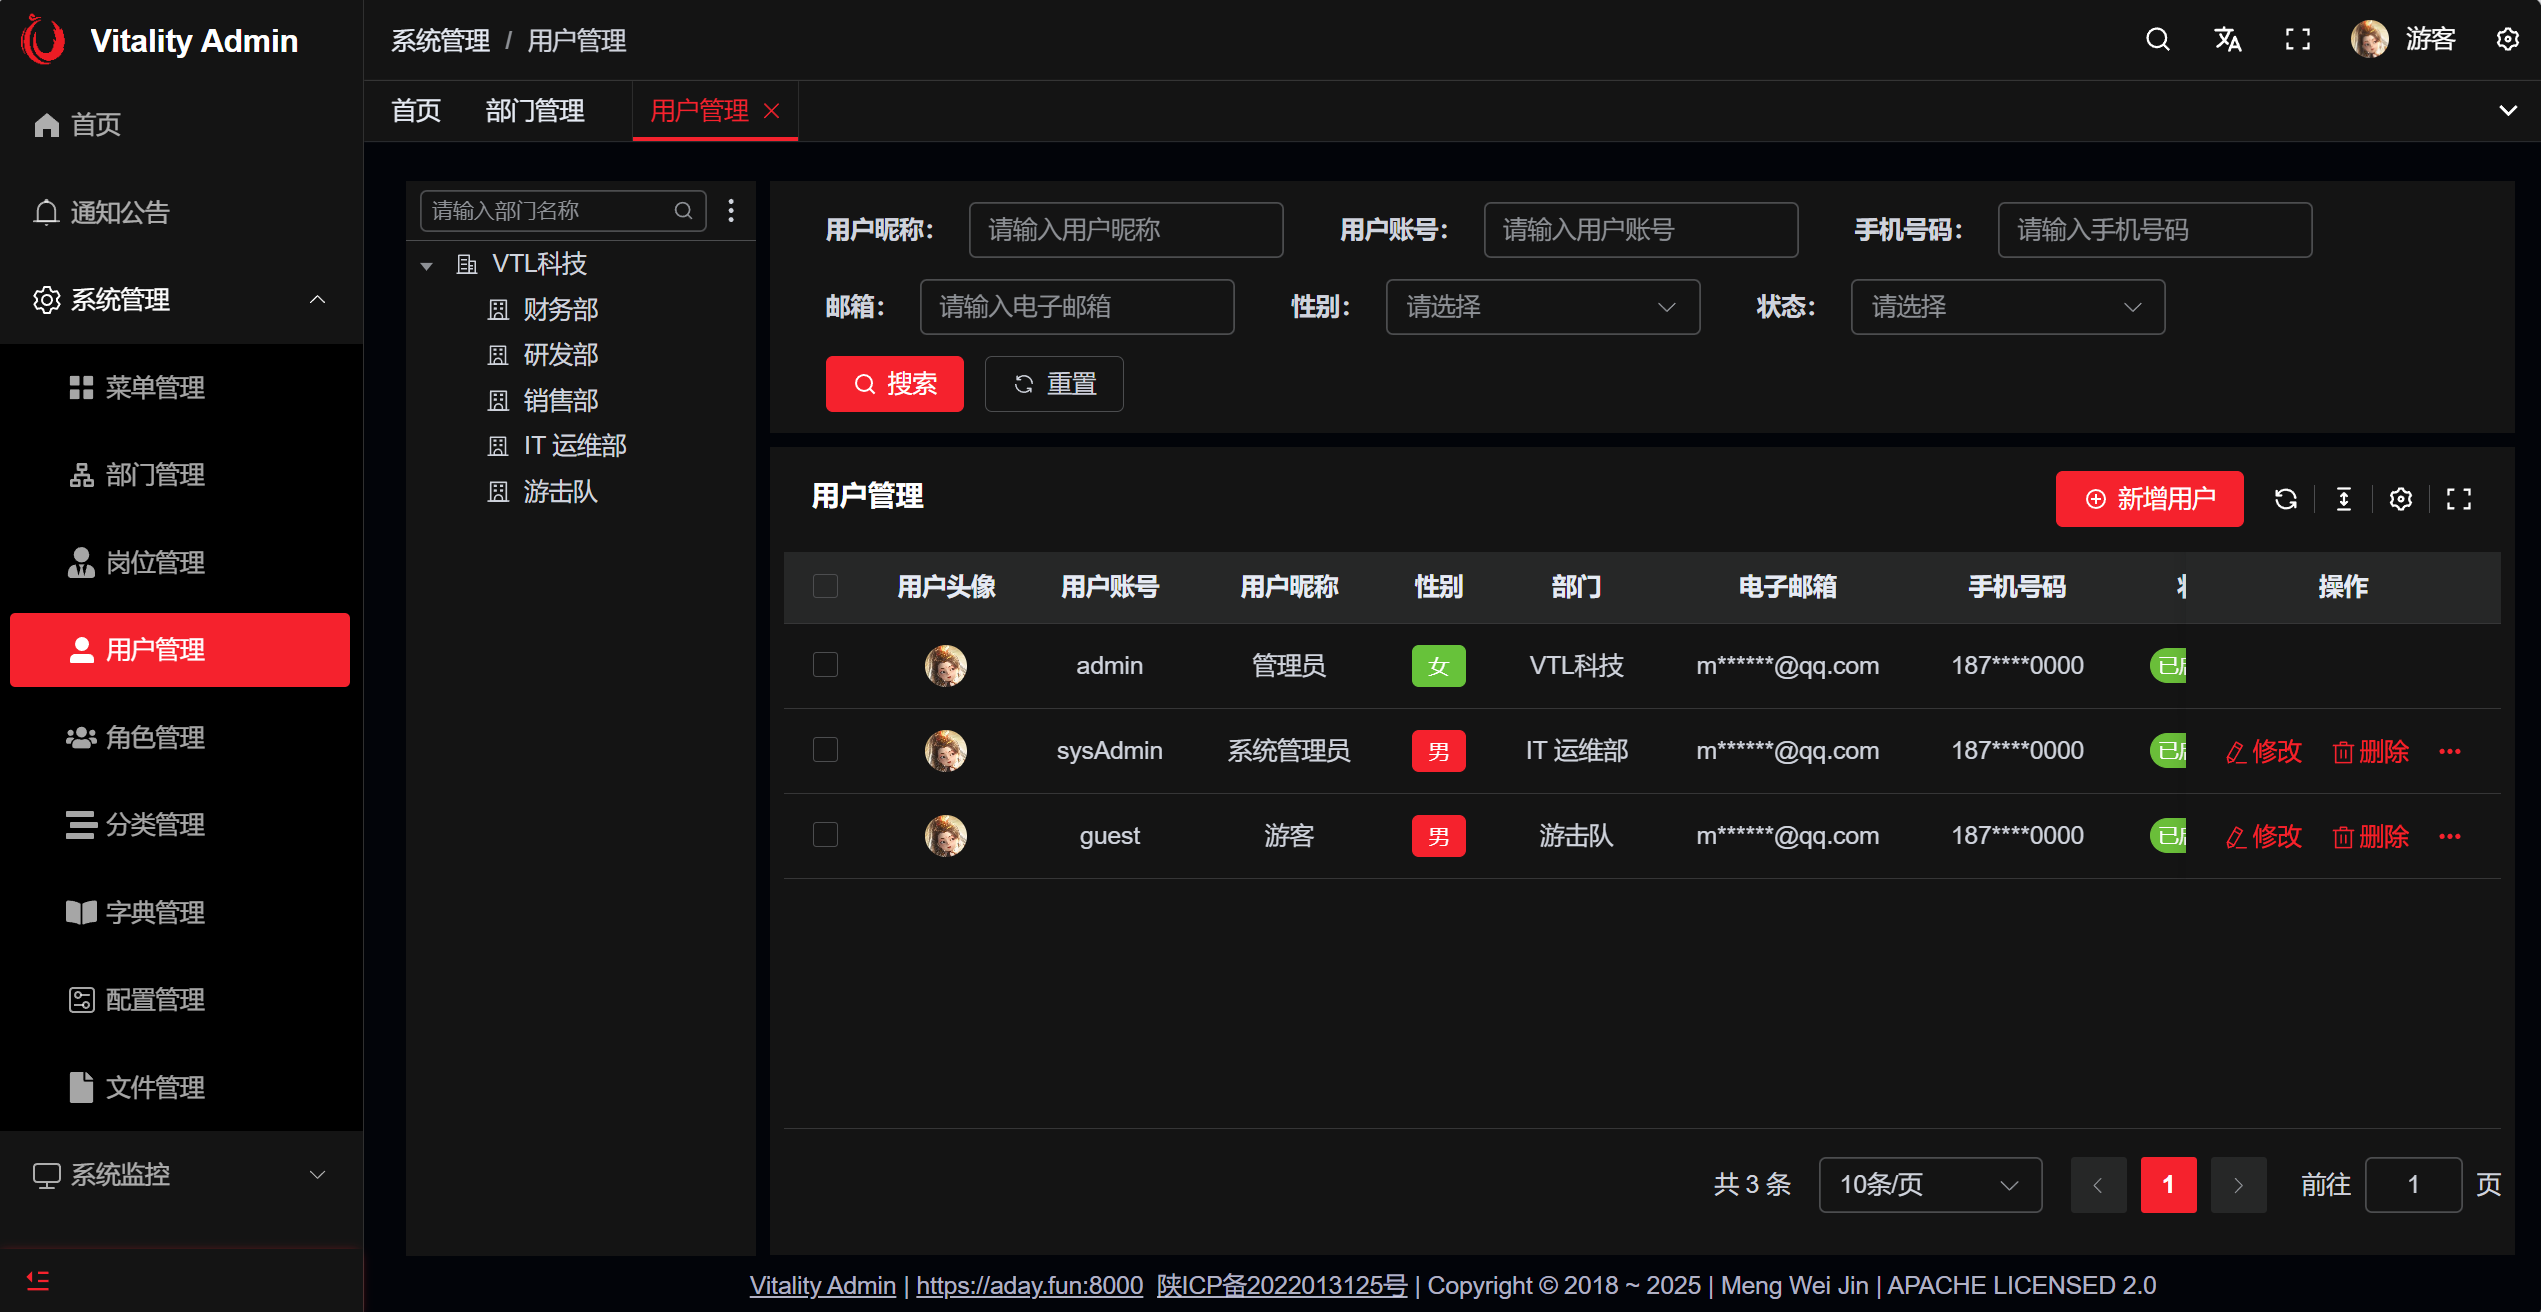 Vitality Admin
首页
通知公告
系统管理
菜单管理
部门管理
岗位管理
用户管理
角色管理
分类管理
字典管理
配置管理
文件管理
系统监控
系统管理 / 用户管理
游客
首页 部门管理 用户管理
请输入部门名称
VTL科技
财务部
研发部
销售部
IT 运维部
游击队
用户昵称： 请输入用户昵称 用户账号： 请输入用户账号 手机号码： 请输入手机号码
邮箱： 请输入电子邮箱 性别： 请选择 状态： 请选择
搜索 重置
用户管理 新增用户
用户头像 用户账号 用户昵称 性别 部门 电子邮箱 手机号码 操作
admin 管理员 女 VTL科技 m******@qq.com 187****0000 已
sysAdmin 系统管理员 男 IT 运维部 m******@qq.com 187****0000 已 修改 删除
guest 游客 男 游击队 m******@qq.com 187****0000 已 修改 删除
共 3 条 10条/页 1 前往 1 页
Vitality Admin | https://aday.fun:8000 陕ICP备2022013125号 | Copyright © 2018 ~ 2025 | Meng Wei Jin | APACHE LICENSED 2.0